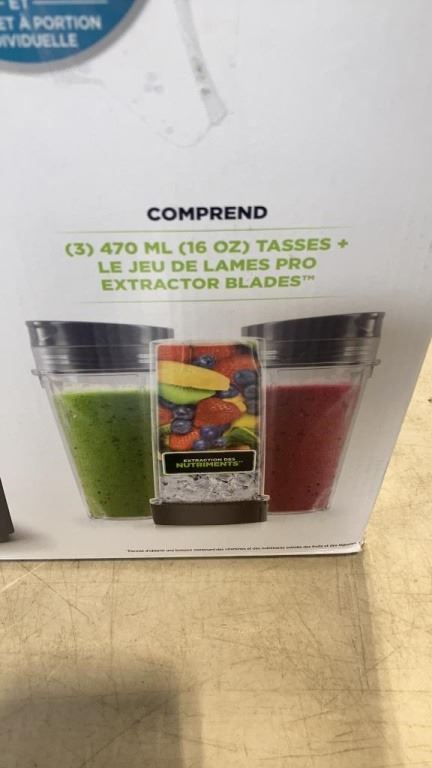 ET
ET À PORTION
IVIDUELLE
COMPREND
(3) 470 ML (16 OZ) TASSES +
LE JEU DE LAMES PRO
EXTRACTOR BLADES™
EXTRACTION DES
NUTRIMENTS**